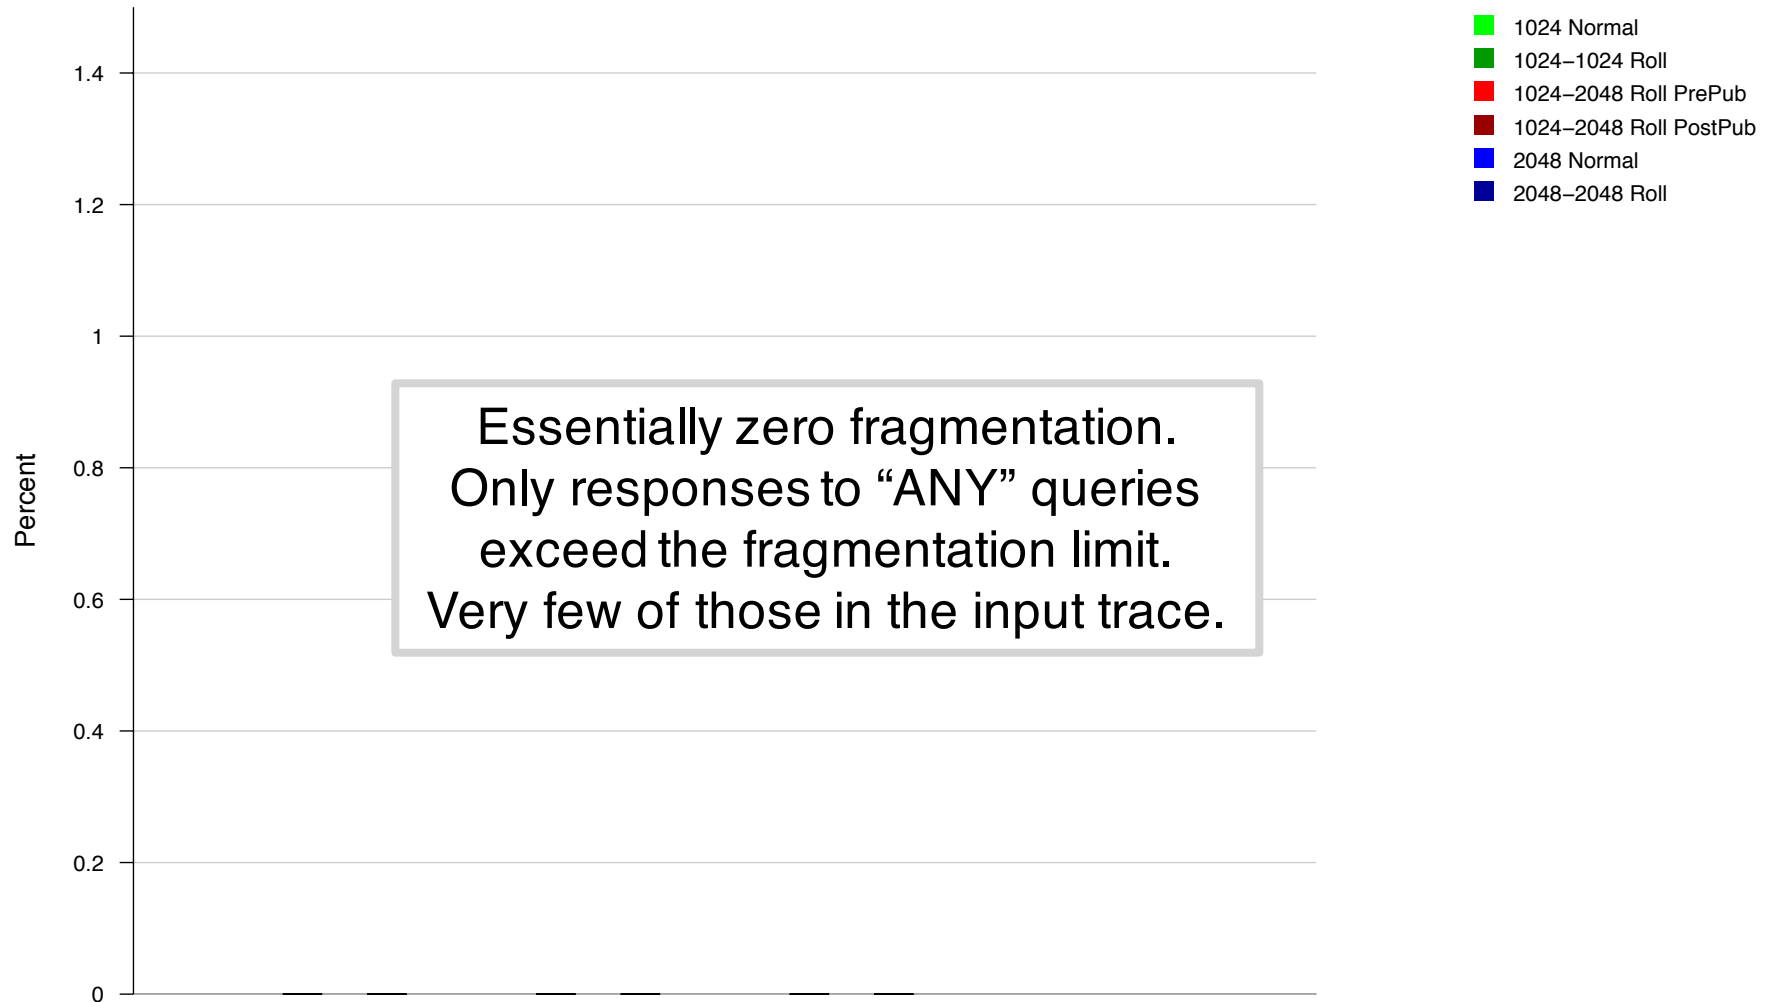 1024 Normal
1024–1024 Roll
1024–2048 Roll PrePub
1024–2048 Roll PostPub
2048 Normal
2048–2048 Roll
1.4
1.2
1
0.8
0.6
0.4
0.2
0
Percent
Essentially zero fragmentation.
Only responses to “ANY” queries
exceed the fragmentation limit.
Very few of those in the input trace.